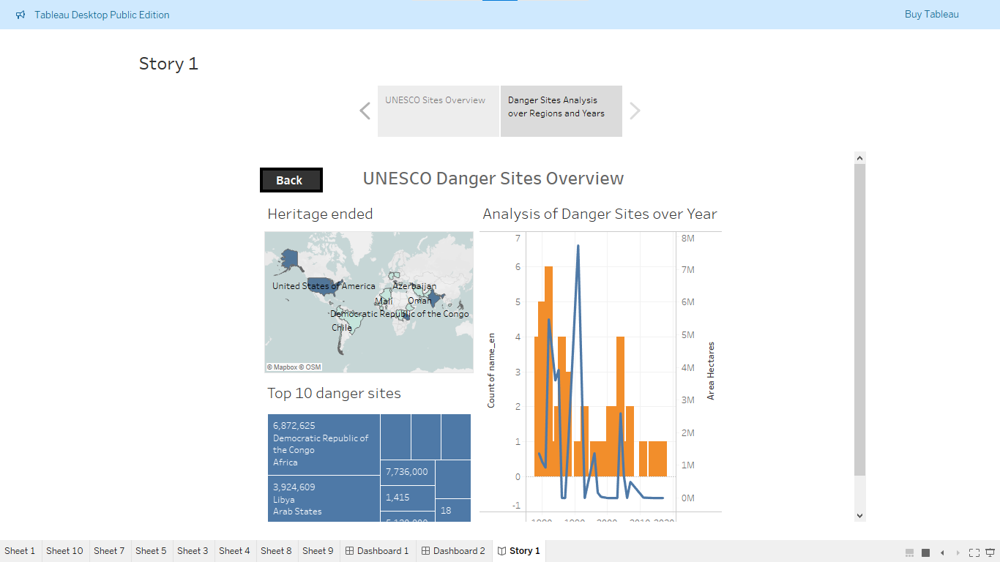 Tableau Desktop Public Edition
Buy Tableau
Story 1
UNESCO Sites Overview
Danger Sites Analysis
over Regions and Years
Back
UNESCO Danger Sites Overview
Heritage ended
United States of America
Azerbaijan
Mali
Oman
Democratic Republic of the Congo
Chile
© Mapbox © OSM
Analysis of Danger Sites over Year
7
6
5
4
3
2
1
0
-1
Count of name_en
8M
7M
6M
5M
4M
3M
2M
1M
0M
Area Hectares
1980
1990
2000
2010
2020
Top 10 danger sites
6,872,625
Democratic Republic of
the Congo
Africa
3,924,609
Libya
Arab States
7,736,000
1,415
18
Sheet 1
Sheet 10
Sheet 7
Sheet 5
Sheet 3
Sheet 4
Sheet 8
Sheet 9
Dashboard 1
Dashboard 2
Story 1